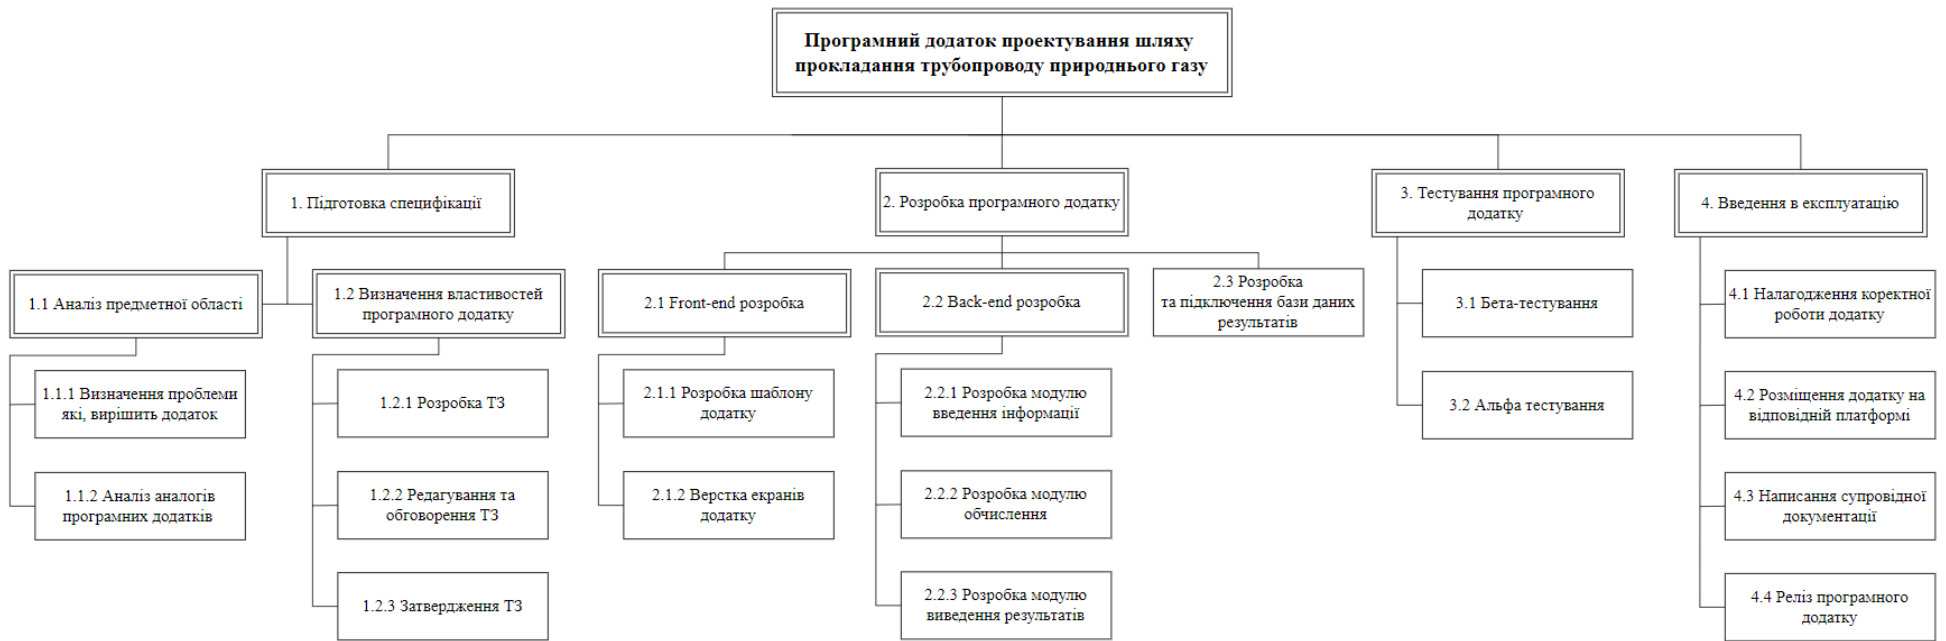 Програмний додаток проектування шляху
прокладання трубопроводу природнього газу
1. Підготовка специфікації
2. Розробка програмного додатку
3. Тестування програмного
додатку
4. Введення в експлуатацію
1.1 Аналіз предметної області
1.2 Визначення властивостей
програмного додатку
2.1 Front-end розробка
2.2 Back-end розробка
2.3 Розробка
та підключення бази даних
результатів
3.1 Бета-тестування
4.1 Налагодження коректної
роботи додатку
1.1.1 Визначення проблеми
які, вирішить додаток
1.2.1 Розробка ТЗ
2.1.1 Розробка шаблону
додатку
2.2.1 Розробка модулю
введення інформації
3.2 Альфа тестування
4.2 Розміщення додатку на
відповідній платформі
1.1.2 Аналіз аналогів
програмних додатків
1.2.2 Редагування та
обговорення ТЗ
2.1.2 Верстка екранів
додатку
2.2.2 Розробка модулю
обчислення
4.3 Написання супровідної
документації
1.2.3 Затвердження ТЗ
2.2.3 Розробка модулю
виведення результатів
4.4 Реліз програмного
додатку